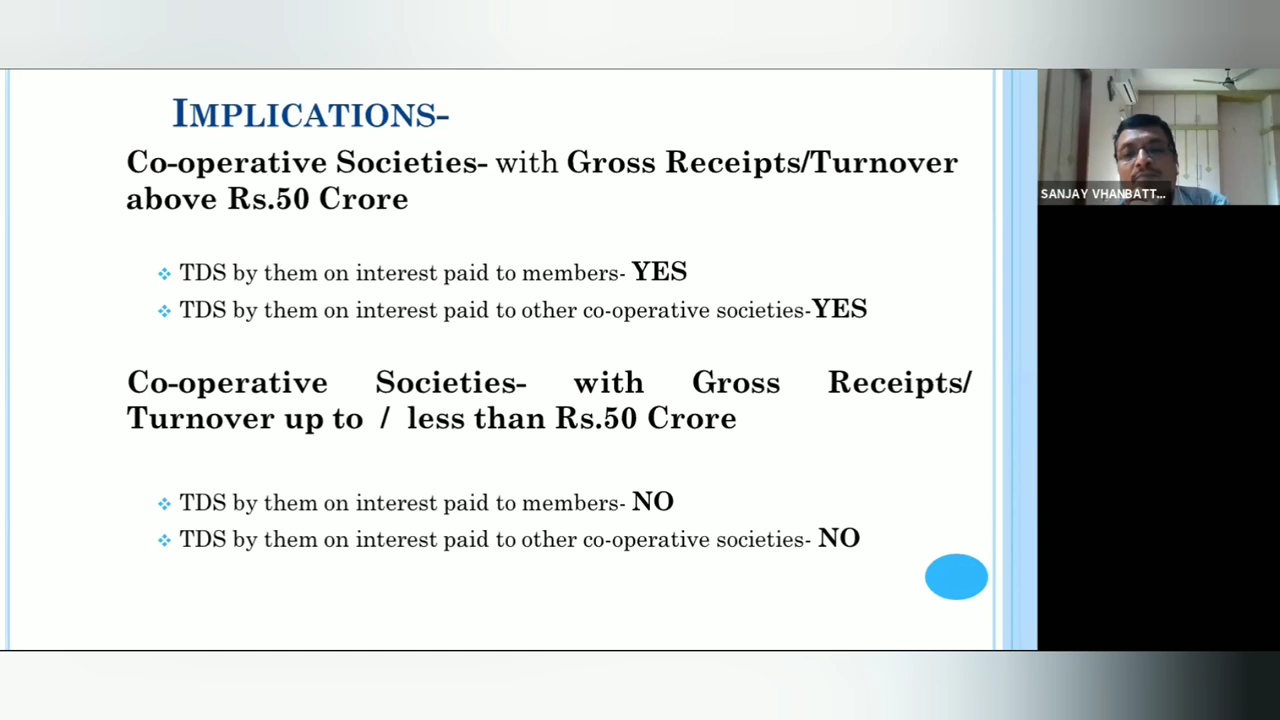 IMPLICATIONS-
Co-operative Societies- with Gross Receipts/Turnover
above Rs.50 Crore
TDS by them on interest paid to members- YES
TDS by them on interest paid to other co-operative societies-YES
Co-operative Societies- with Gross Receipts/
Turnover up to / less than Rs.50 Crore
TDS by them on interest paid to members- NO
TDS by them on interest paid to other co-operative societies- NO
SANJAY VHANBATT...